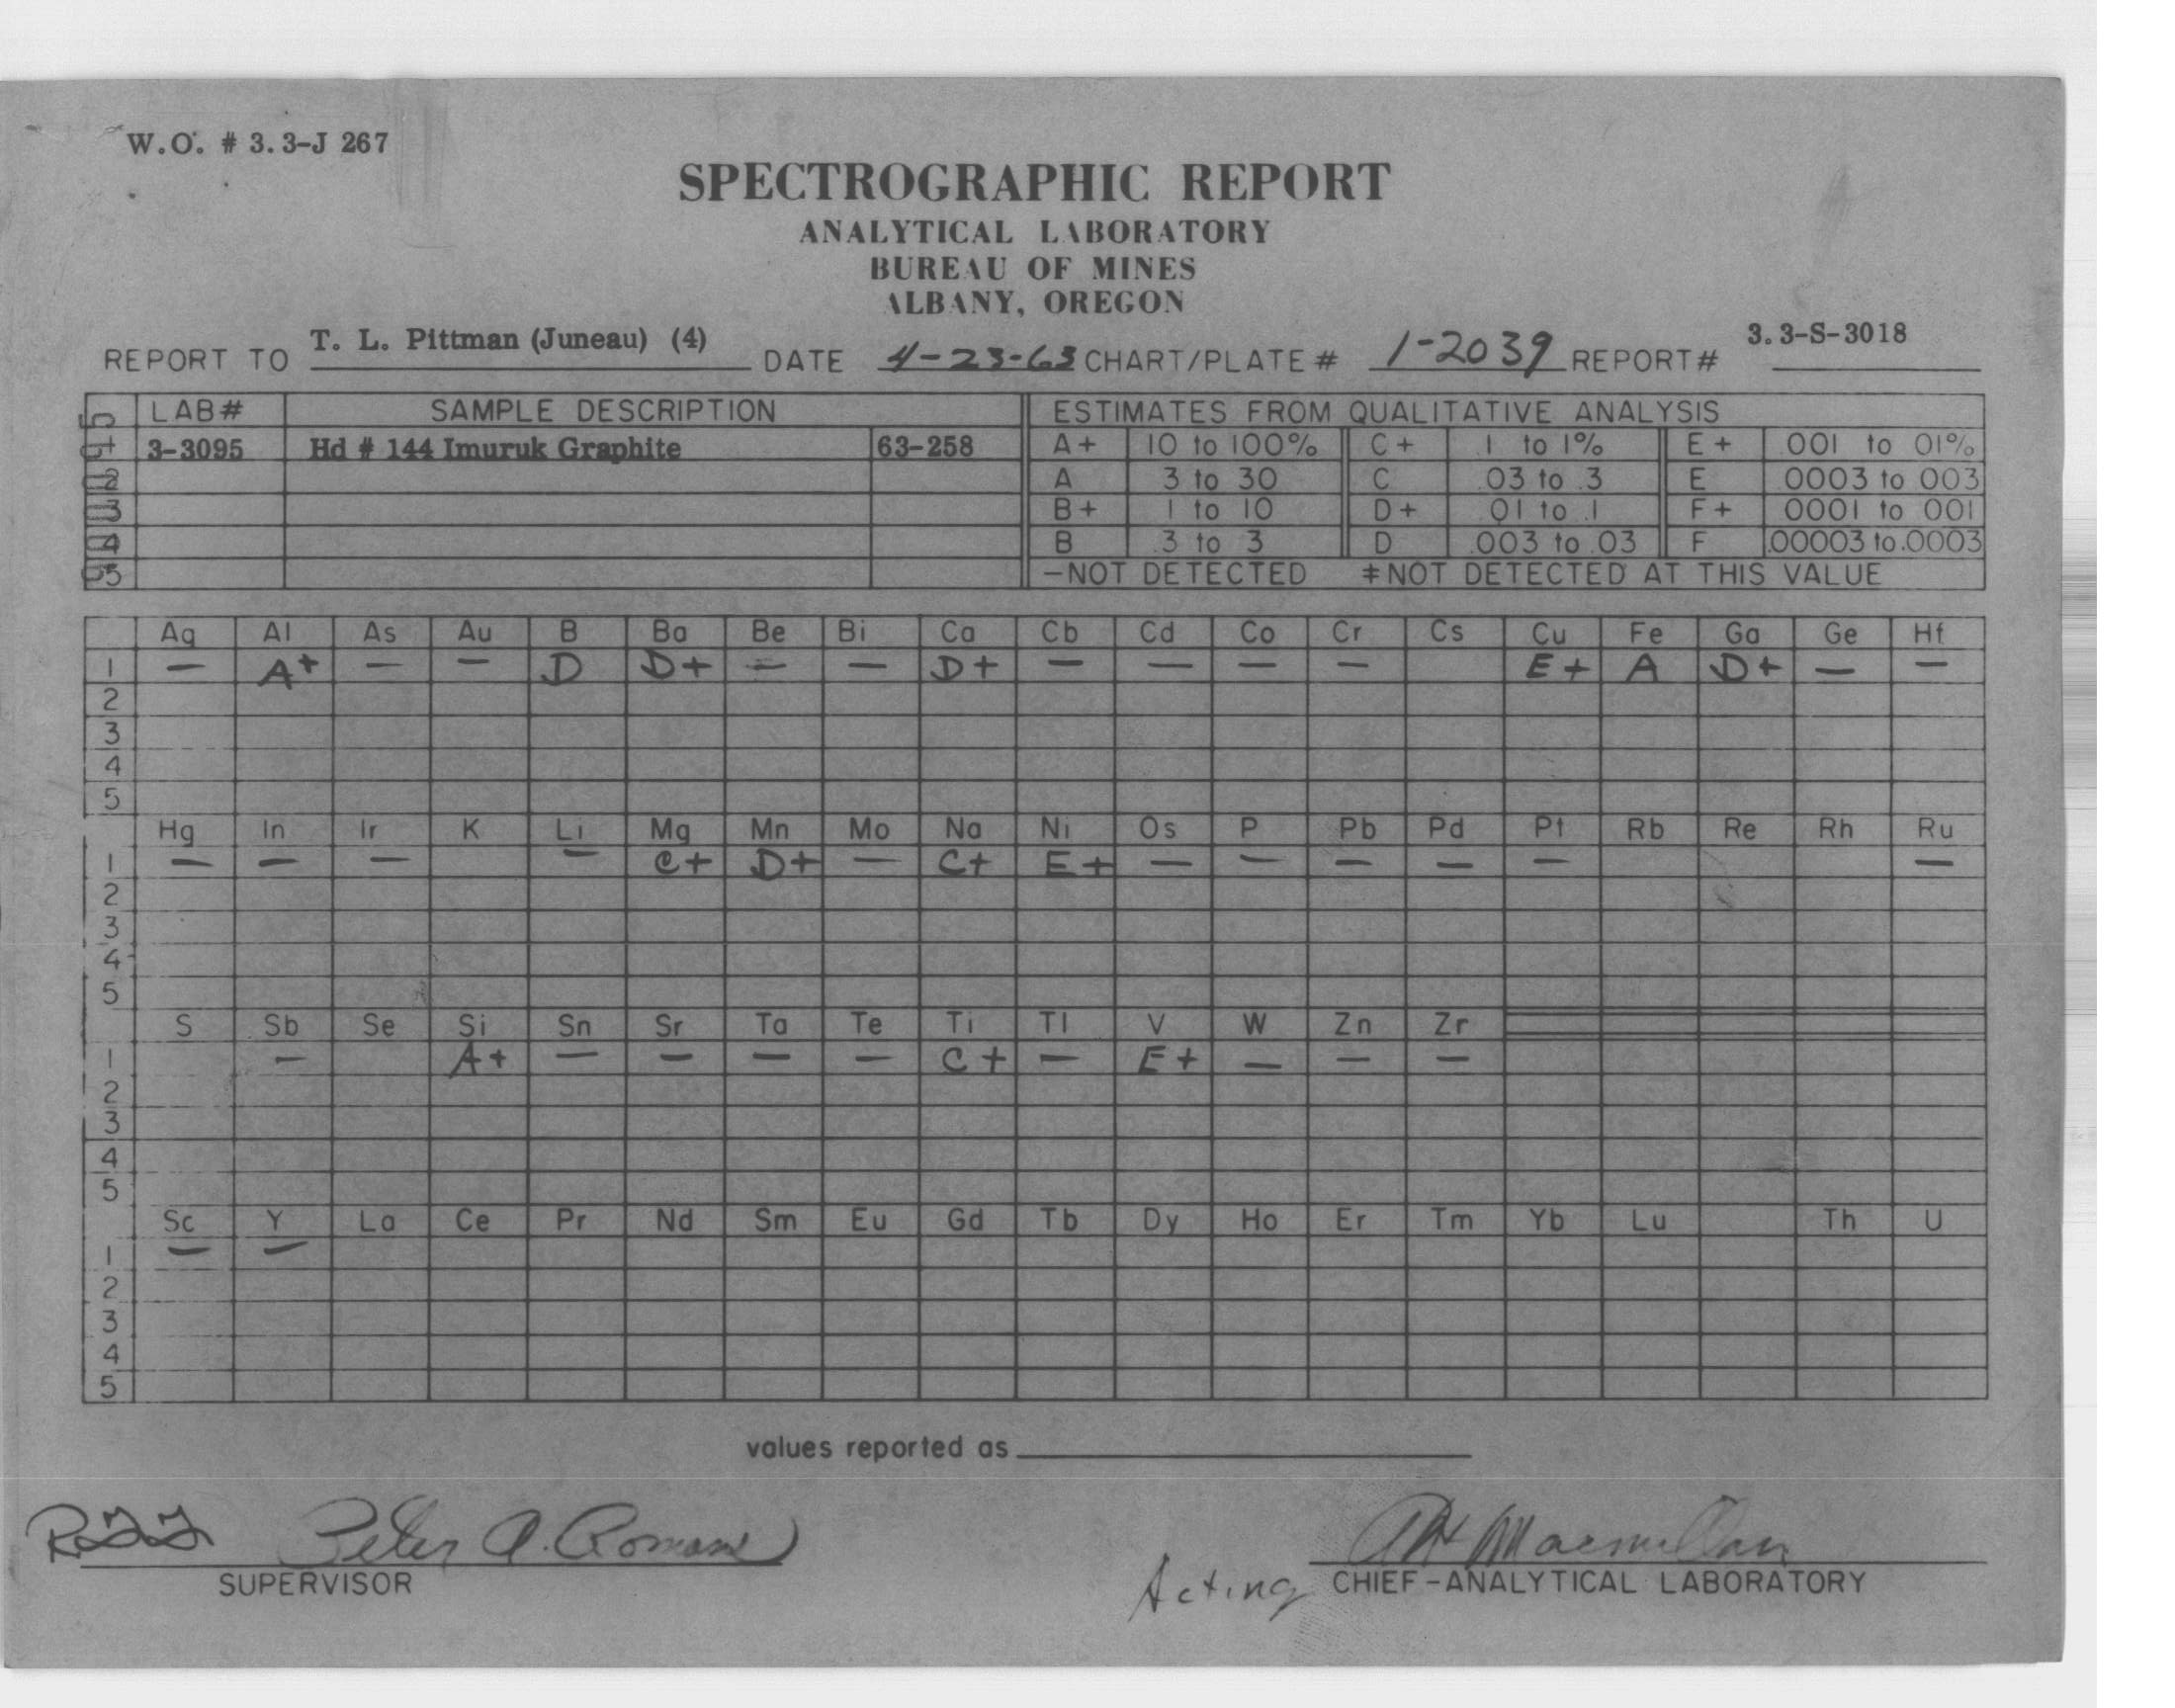 W.O. # 3.3-J 267
SPECTROGRAPHIC REPORT
ANALYTICAL LABORATORY
BUREAU OF MINES
ALBANY, OREGON
REPORT TO T. L. Pittman (Juneau) (4) DATE 4-23-63 CHART/PLATE # 1-2039 REPORT# 3.3-S-3018
LAB# SAMPLE DESCRIPTION ESTIMATES FROM QUALITATIVE ANALYSIS
3-3095 Hd # 144 Imuruk Graphite 63-258 A+ 10 to 100% C+ .1 to 1% E+ .001 to .01%
2 A 3 to 30 C .03 to .3 E .0003 to .003
3 B+ 1 to 10 D+ .01 to .1 F+ .0001 to .001
4 B .3 to 3 D .003 to .03 F .00003 to .0003
5 —NOT DETECTED ≠NOT DETECTED AT THIS VALUE
Ag Al As Au B Ba Be Bi Ca Cb Cd Co Cr Cs Cu Fe Ga Ge Hf
1 — A+ — — D D+ — — D+ — — — — E+ A D+ — —
2
3
4
5
Hg In Ir K Li Mg Mn Mo Na Ni Os P Pb Pd Pt Rb Re Rh Ru
1 — — — — C+ D+ — C+ E+ — — — — — —
2
3
4
5
S Sb Se Si Sn Sr Ta Te Ti Tl V W Zn Zr
1 — A+ — — — — C+ — E+ — — —
2
3
4
5
Sc Y La Ce Pr Nd Sm Eu Gd Tb Dy Ho Er Tm Yb Lu Th U
1 — —
2
3
4
5
values reported as
Peter A. Romans
SUPERVISOR
Macmillan
Acting CHIEF-ANALYTICAL LABORATORY